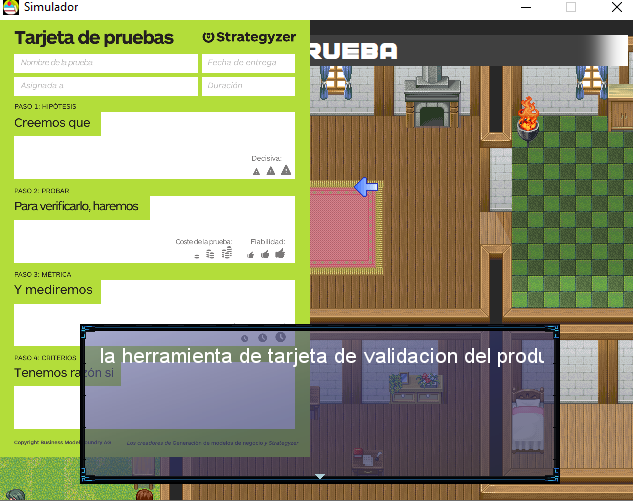 Simulador
Tarjeta de pruebas
Strategyzer
RUEBA
Nombre de la prueba
Fecha de entrega
Asignada a
Duración
PASO 1: HIPÓTESIS
Creemos que
Decisiva:
PASO 2: PROBAR
Para verificarlo, haremos
Coste de la prueba:
Fiabilidad:
PASO 3: MÉTRICA
Y mediremos
la herramienta de tarjeta de validacion del produ
PASO 4: CRITERIOS
Tenemos razón si
Copyright Business Model Foundry AG
Los creadores de Generación de modelos de negocio y Strategyzer